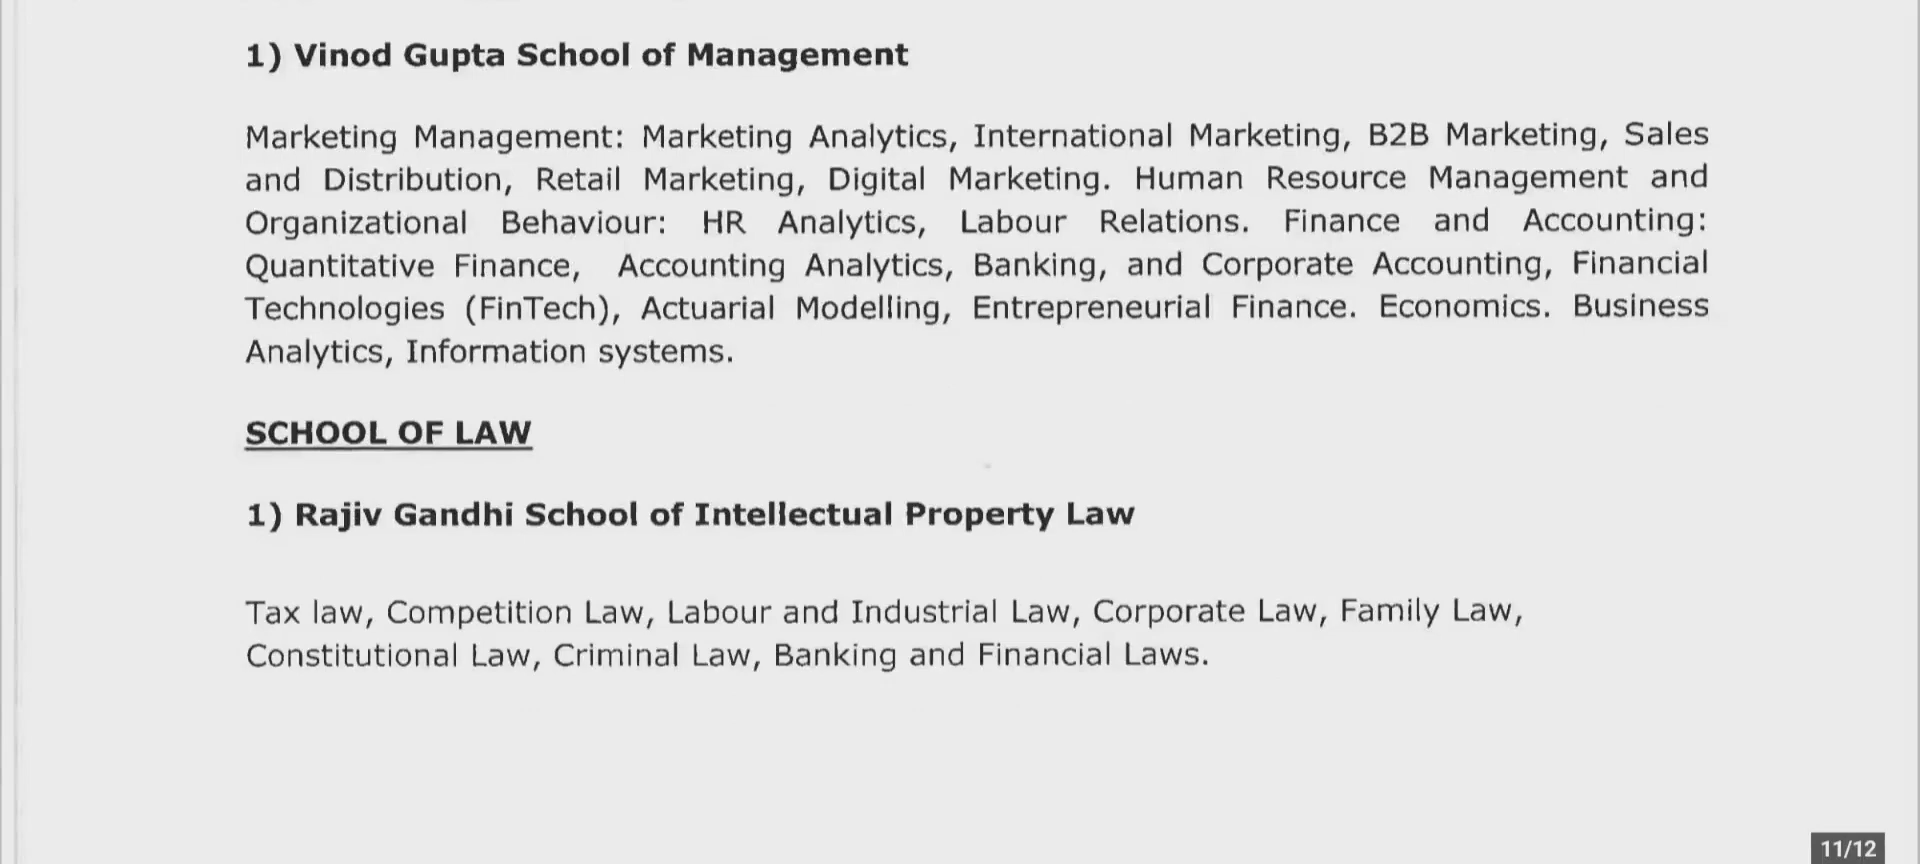 1) Vinod Gupta School of Management
Marketing Management: Marketing Analytics, International Marketing, B2B Marketing, Sales
and Distribution, Retail Marketing, Digital Marketing. Human Resource Management and
Organizational Behaviour: HR Analytics, Labour Relations. Finance and Accounting:
Quantitative Finance, Accounting Analytics, Banking, and Corporate Accounting, Financial
Technologies (FinTech), Actuarial Modelling, Entrepreneurial Finance. Economics. Business
Analytics, Information systems.
SCHOOL OF LAW
1) Rajiv Gandhi School of Intellectual Property Law
Tax law, Competition Law, Labour and Industrial Law, Corporate Law, Family Law,
Constitutional Law, Criminal Law, Banking and Financial Laws.
11/12